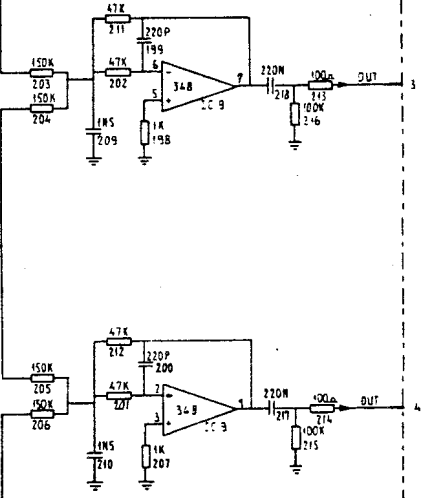 47K
211
220P
199
150K
203
47K
202
6
-
7
150K
204
5
+
348
IC 9
1N5
209
1K
198
220N
218
100Ω
213
OUT
3
100K
216
47K
212
220P
200
150K
205
47K
201
2
150K
206
3
+
348
IC 9
1N5
210
1K
207
220N
217
100Ω
214
OUT
4
100K
215